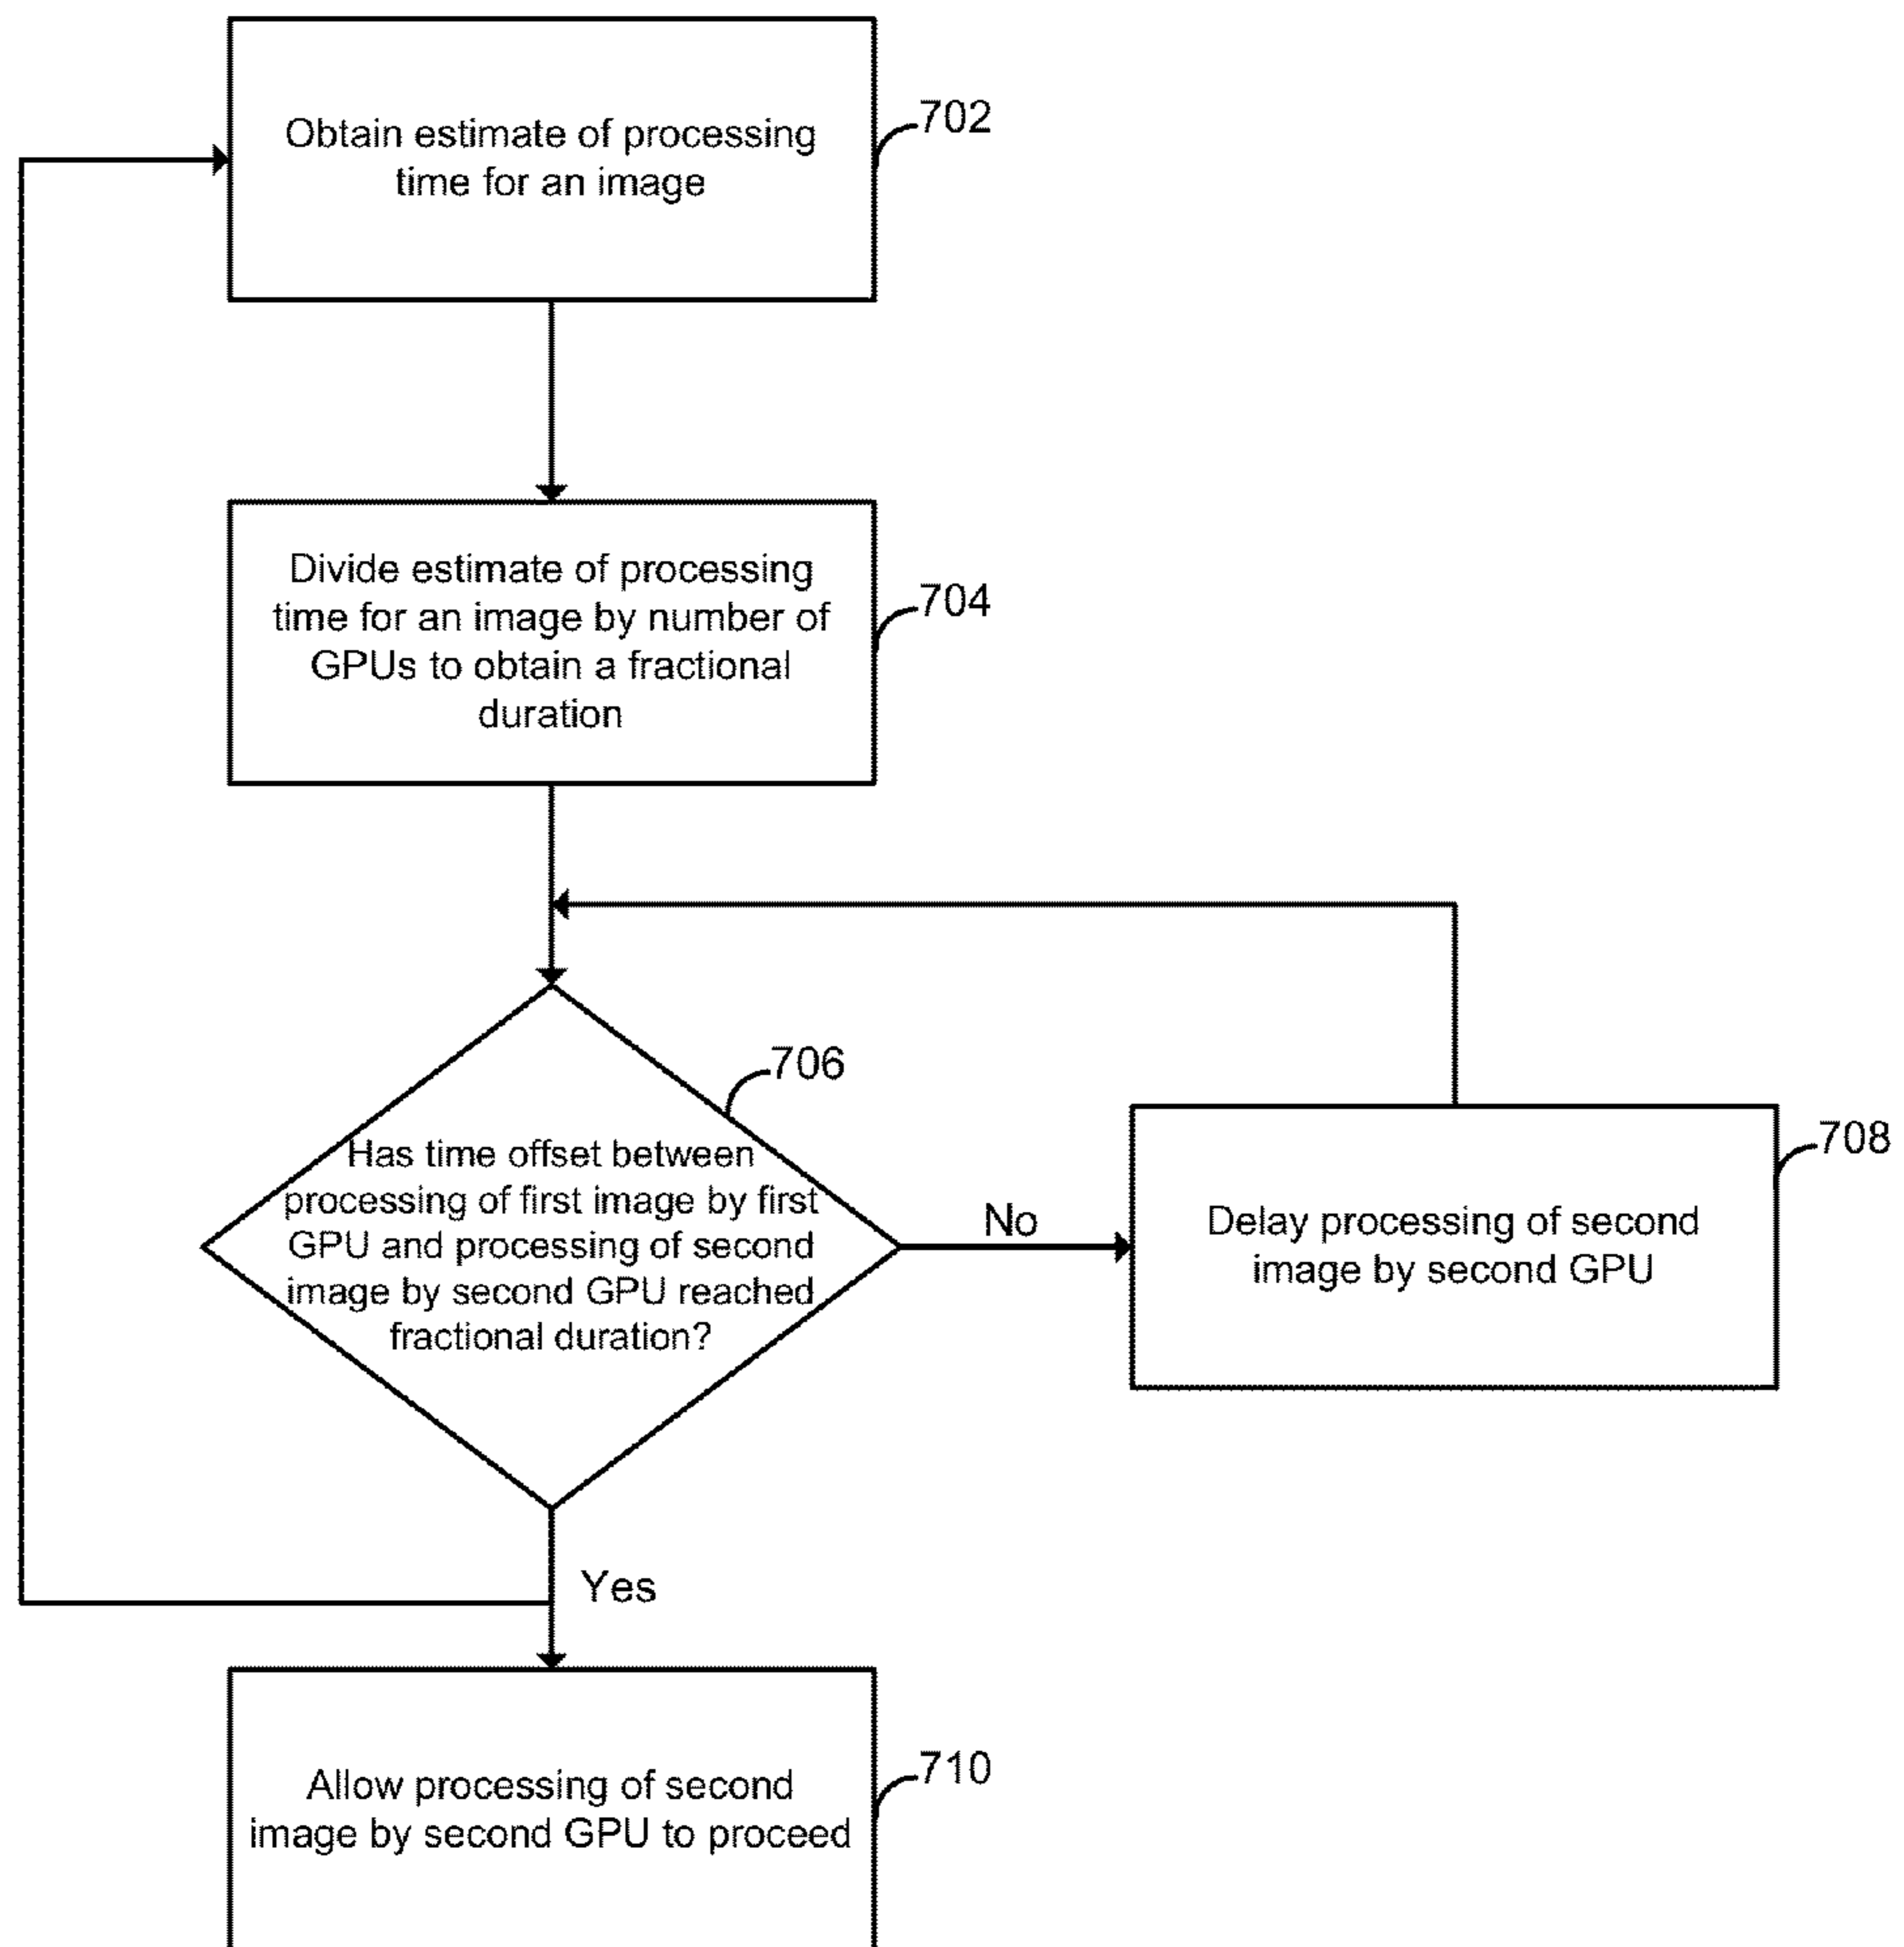 Obtain estimate of processing
time for an image
702
Divide estimate of processing
time for an image by number of
GPUs to obtain a fractional
duration
704
706
Has time offset between
processing of first image by first
GPU and processing of second
image by second GPU reached
fractional duration?
No
708
Delay processing of second
image by second GPU
Yes
Allow processing of second
image by second GPU to proceed
710